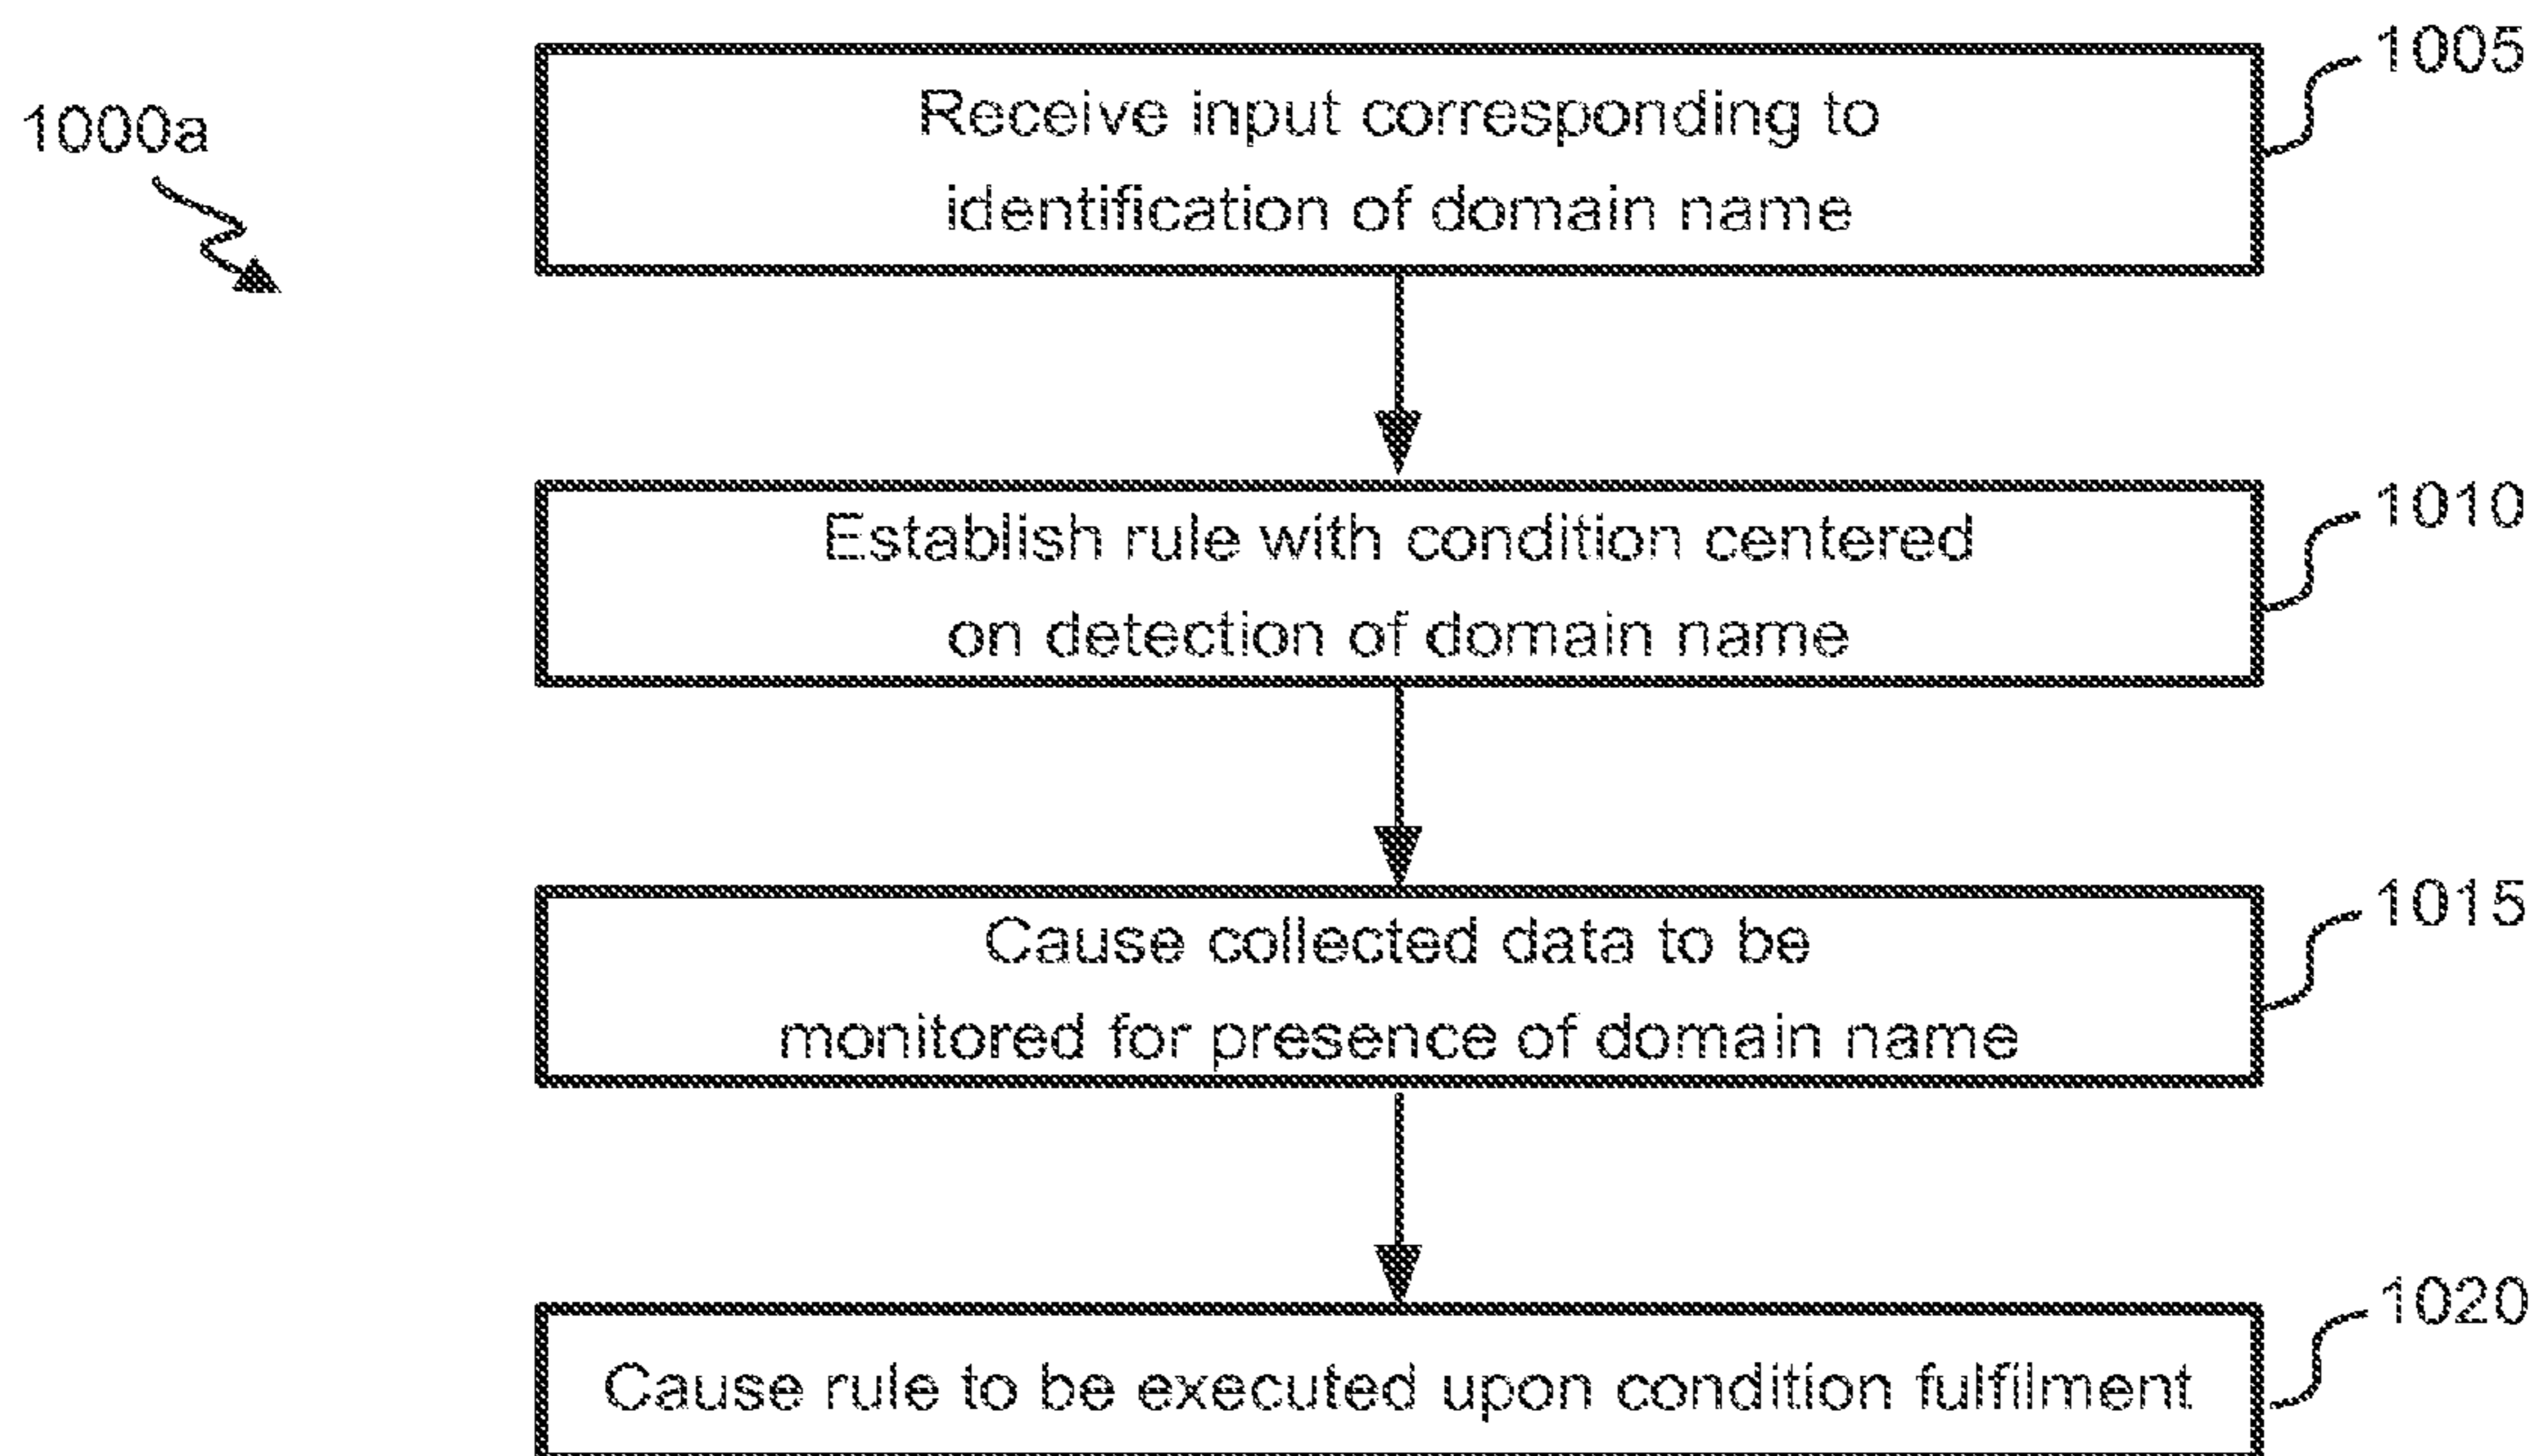 1000a
1005
Receive input corresponding to
identification of domain name
1010
Establish rule with condition centered
on detection of domain name
1015
Cause collected data to be
monitored for presence of domain name
1020
Cause rule to be executed upon condition fulfilment